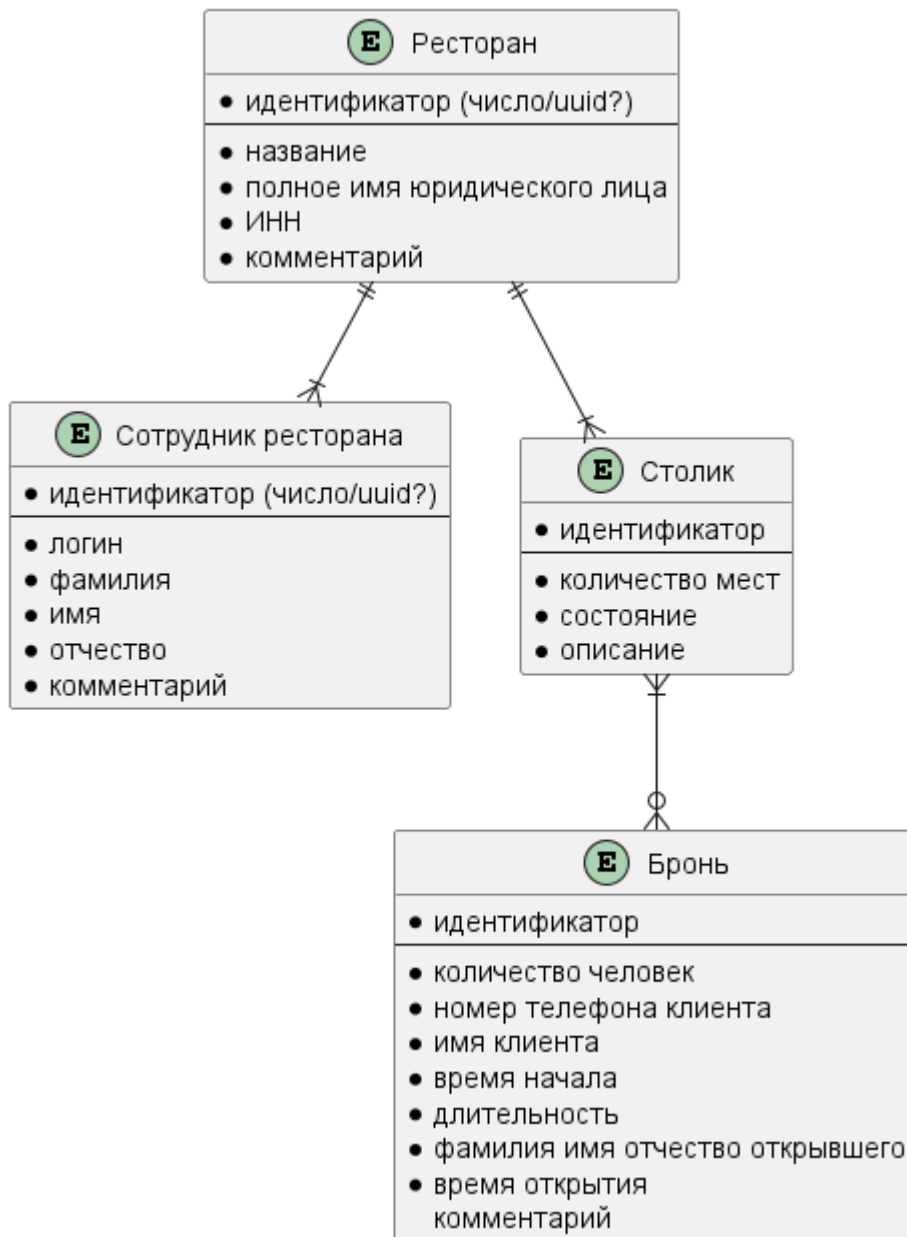 E Ресторан
идентификатор (число/uuid?)
название
полное имя юридического лица
ИНН
комментарий
E Сотрудник ресторана
идентификатор (число/uuid?)
логин
фамилия
имя
отчество
комментарий
E Столик
идентификатор
количество мест
состояние
описание
E Бронь
идентификатор
количество человек
номер телефона клиента
имя клиента
время начала
длительность
фамилия имя отчество открывшего
время открытия
комментарий